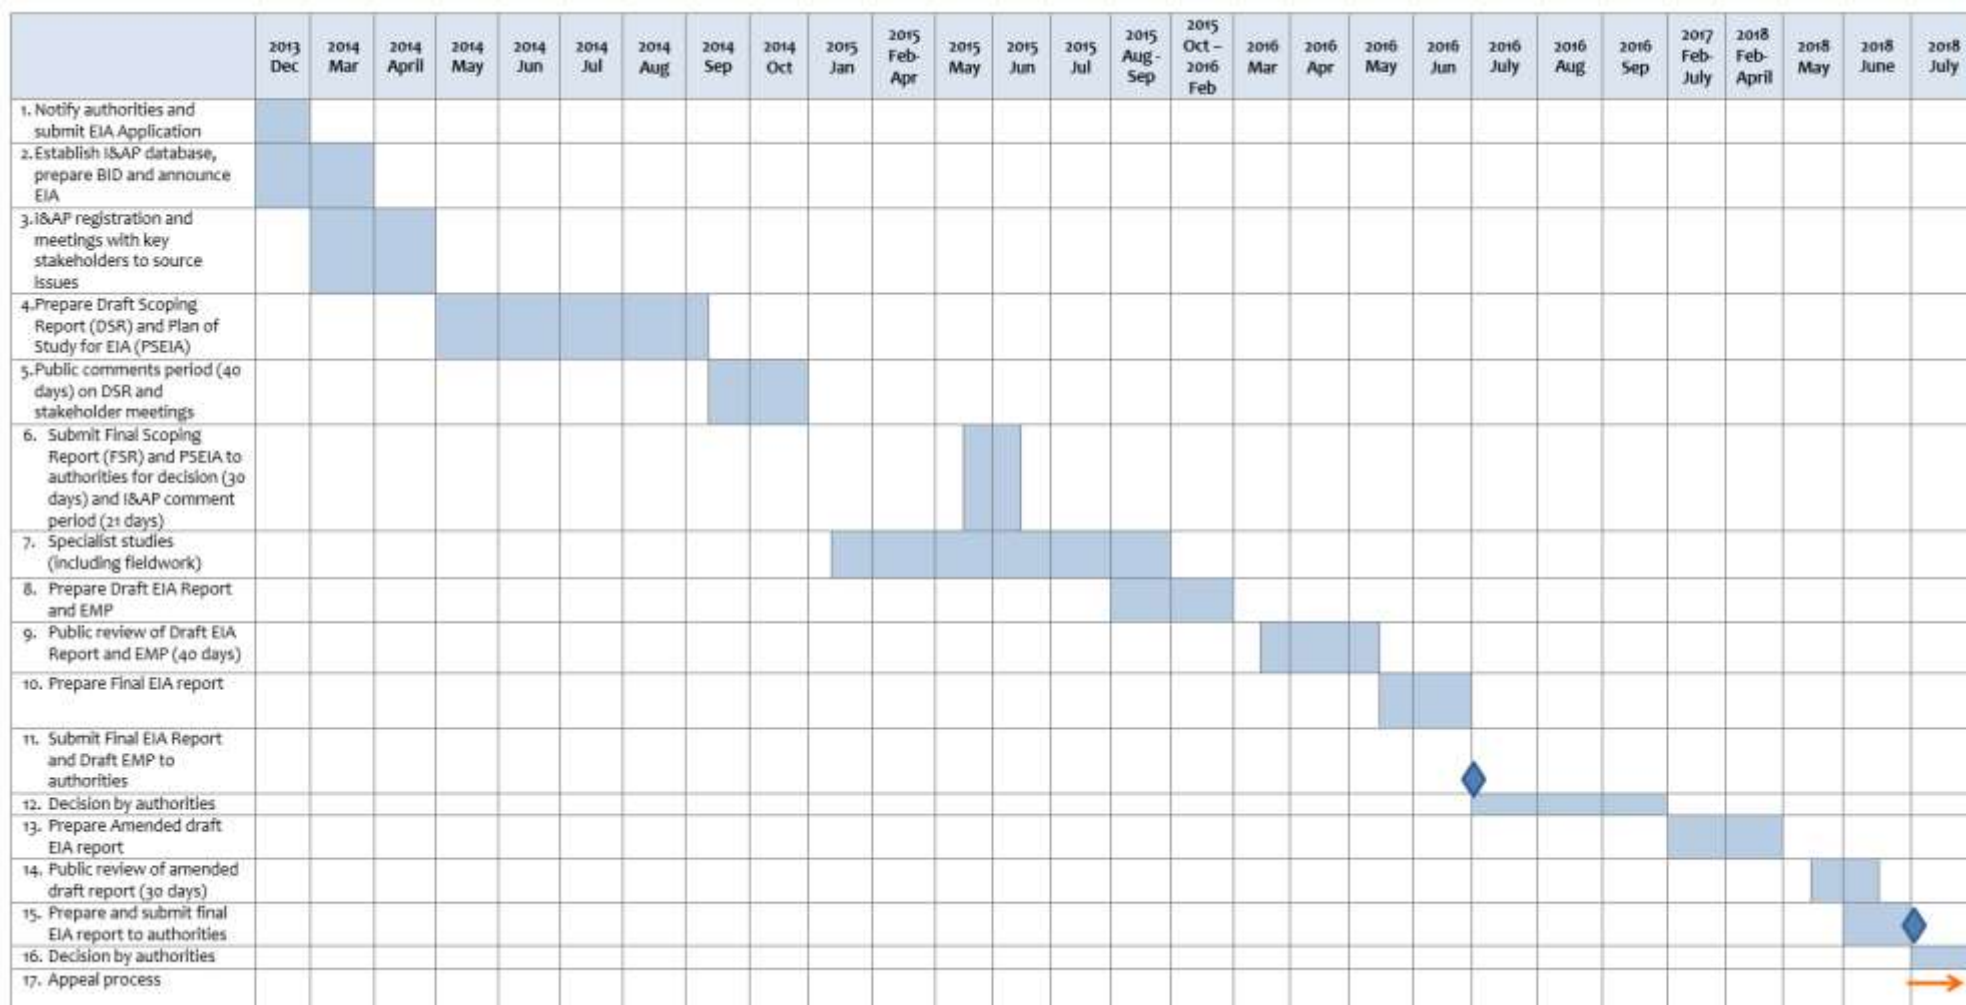 2013 Dec
2014 Mar
2014 April
2014 May
2014 Jun
2014 Jul
2014 Aug
2014 Sep
2014 Oct
2015 Jan
2015 Feb-Apr
2015 May
2015 Jun
2015 Jul
2015 Aug-Sep
2015 Oct – 2016 Feb
2016 Mar
2016 Apr
2016 May
2016 Jun
2016 July
2016 Aug
2016 Sep
2017 Feb-July
2018 Feb-April
2018 May
2018 June
2018 July
1. Notify authorities and
submit EIA Application
2. Establish I&AP database,
prepare BID and announce
EIA
3. I&AP registration and
meetings with key
stakeholders to source
issues
4. Prepare Draft Scoping
Report (DSR) and Plan of
Study for EIA (PSEIA)
5. Public comments period (40
days) on DSR and
stakeholder meetings
6. Submit Final Scoping
Report (FSR) and PSEIA to
authorities for decision (30
days) and I&AP comment
period (21 days)
7. Specialist studies
(including fieldwork)
8. Prepare Draft EIA Report
and EMP
9. Public review of Draft EIA
Report and EMP (40 days)
10. Prepare Final EIA report
11. Submit Final EIA Report
and Draft EMP to
authorities
12. Decision by authorities
13. Prepare Amended draft
EIA report
14. Public review of amended
draft report (30 days)
15. Prepare and submit final
EIA report to authorities
16. Decision by authorities
17. Appeal process